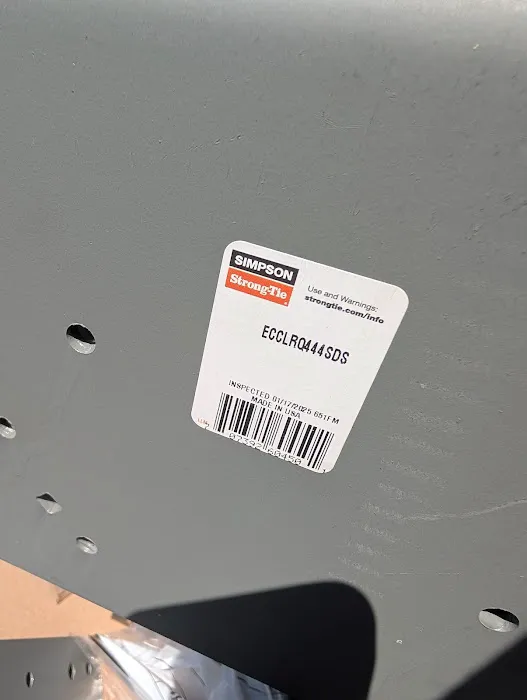 SIMPSON
Strong-Tie
Use and Warnings:
strongtie.com/info
ECCLRQ444SDS
INSPECTED 01/17/2025 651FM
MADE IN USA